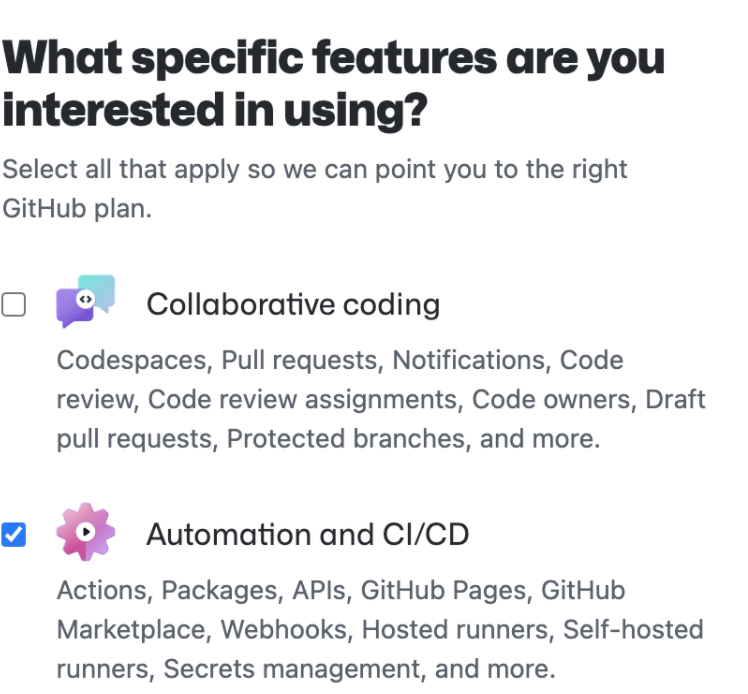 What specific features are you
interested in using?
Select all that apply so we can point you to the right
GitHub plan.
Collaborative coding
Codespaces, Pull requests, Notifications, Code
review, Code review assignments, Code owners, Draft
pull requests, Protected branches, and more.
Automation and CI/CD
Actions, Packages, APIs, GitHub Pages, GitHub
Marketplace, Webhooks, Hosted runners, Self-hosted
runners, Secrets management, and more.